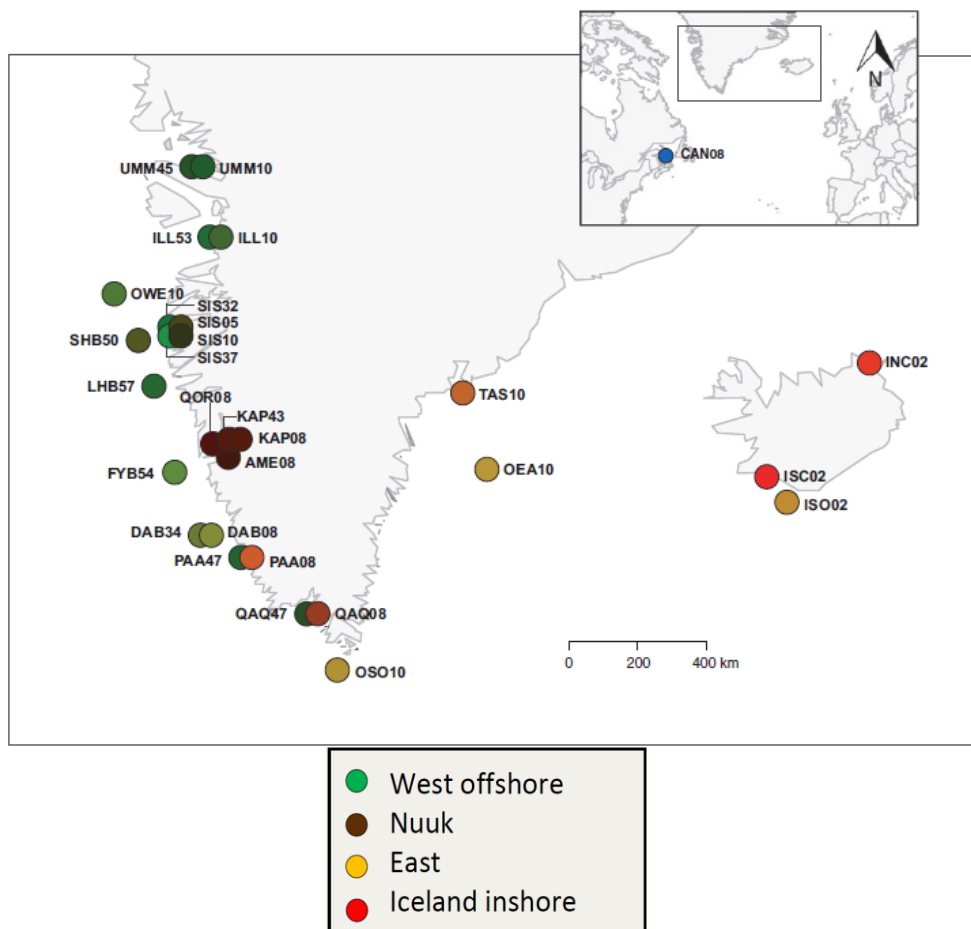 CAN08
N
UMM45
UMM10
ILL53
ILL10
OWE10
SIS32
SIS05
SHB50
SIS10
SIS37
INC02
LHB57
QOR08
TAS10
KAP43
KAP08
AME08
FYB54
OEA10
ISC02
ISO02
DAB34
DAB08
PAA47
PAA08
QAQ47
QAQ08
OSO10
0 200 400 km
West offshore
Nuuk
East
Iceland inshore